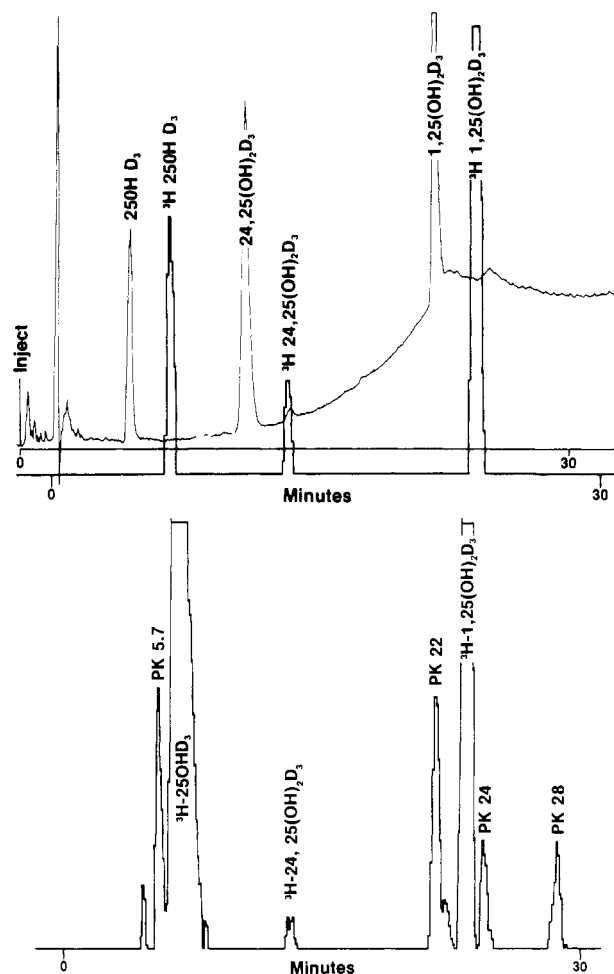 Inject
250H D₃
³H 250H D₃
24,25(OH)₂D₃
³H 24,25(OH)₂D₃
1,25(OH)₂D₃
³H 1,25(OH)₂D₃
0
30
0
Minutes
30
PK 5.7
³H-25OHD₃
³H-24, 25(OH)₂D₃
PK 22
³H-1,25(OH)₂D₃
PK 24
PK 28
0
Minutes
30